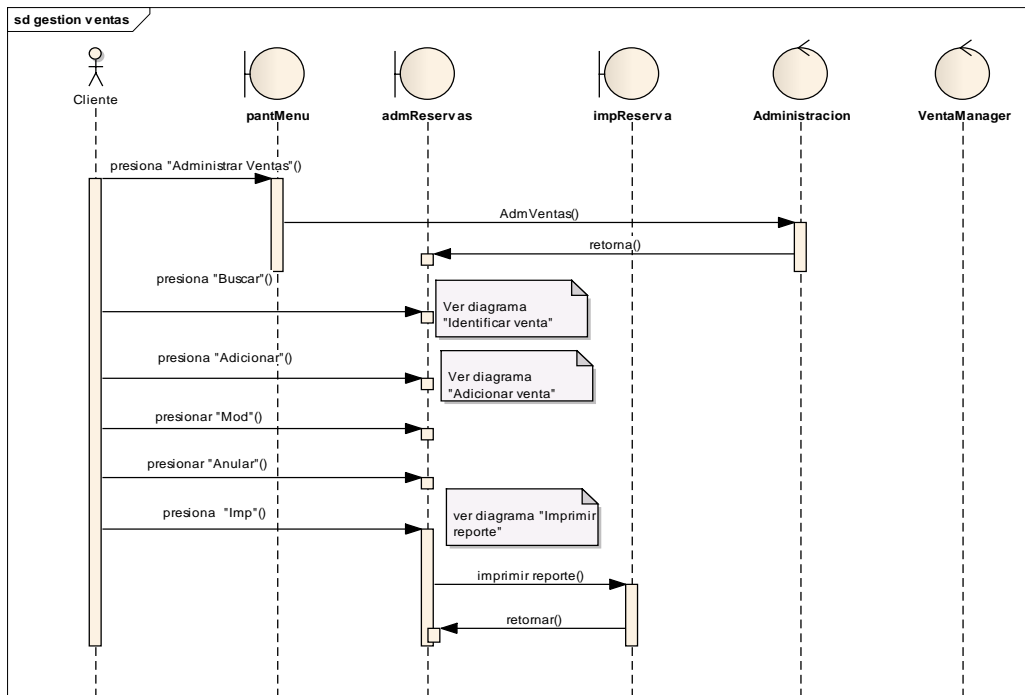 sd gestion ventas
Cliente
pantMenu
admReservas
impReserva
Administracion
VentaManager
presiona "Administrar Ventas"()
AdmVentas()
retorna()
presiona "Buscar"()
Ver diagrama
"Identificar venta"
presiona "Adicionar"()
Ver diagrama
"Adicionar venta"
presionar "Mod"()
presionar "Anular"()
presiona "Imp"()
ver diagrama "Imprimir
reporte"
imprimir reporte()
retornar()